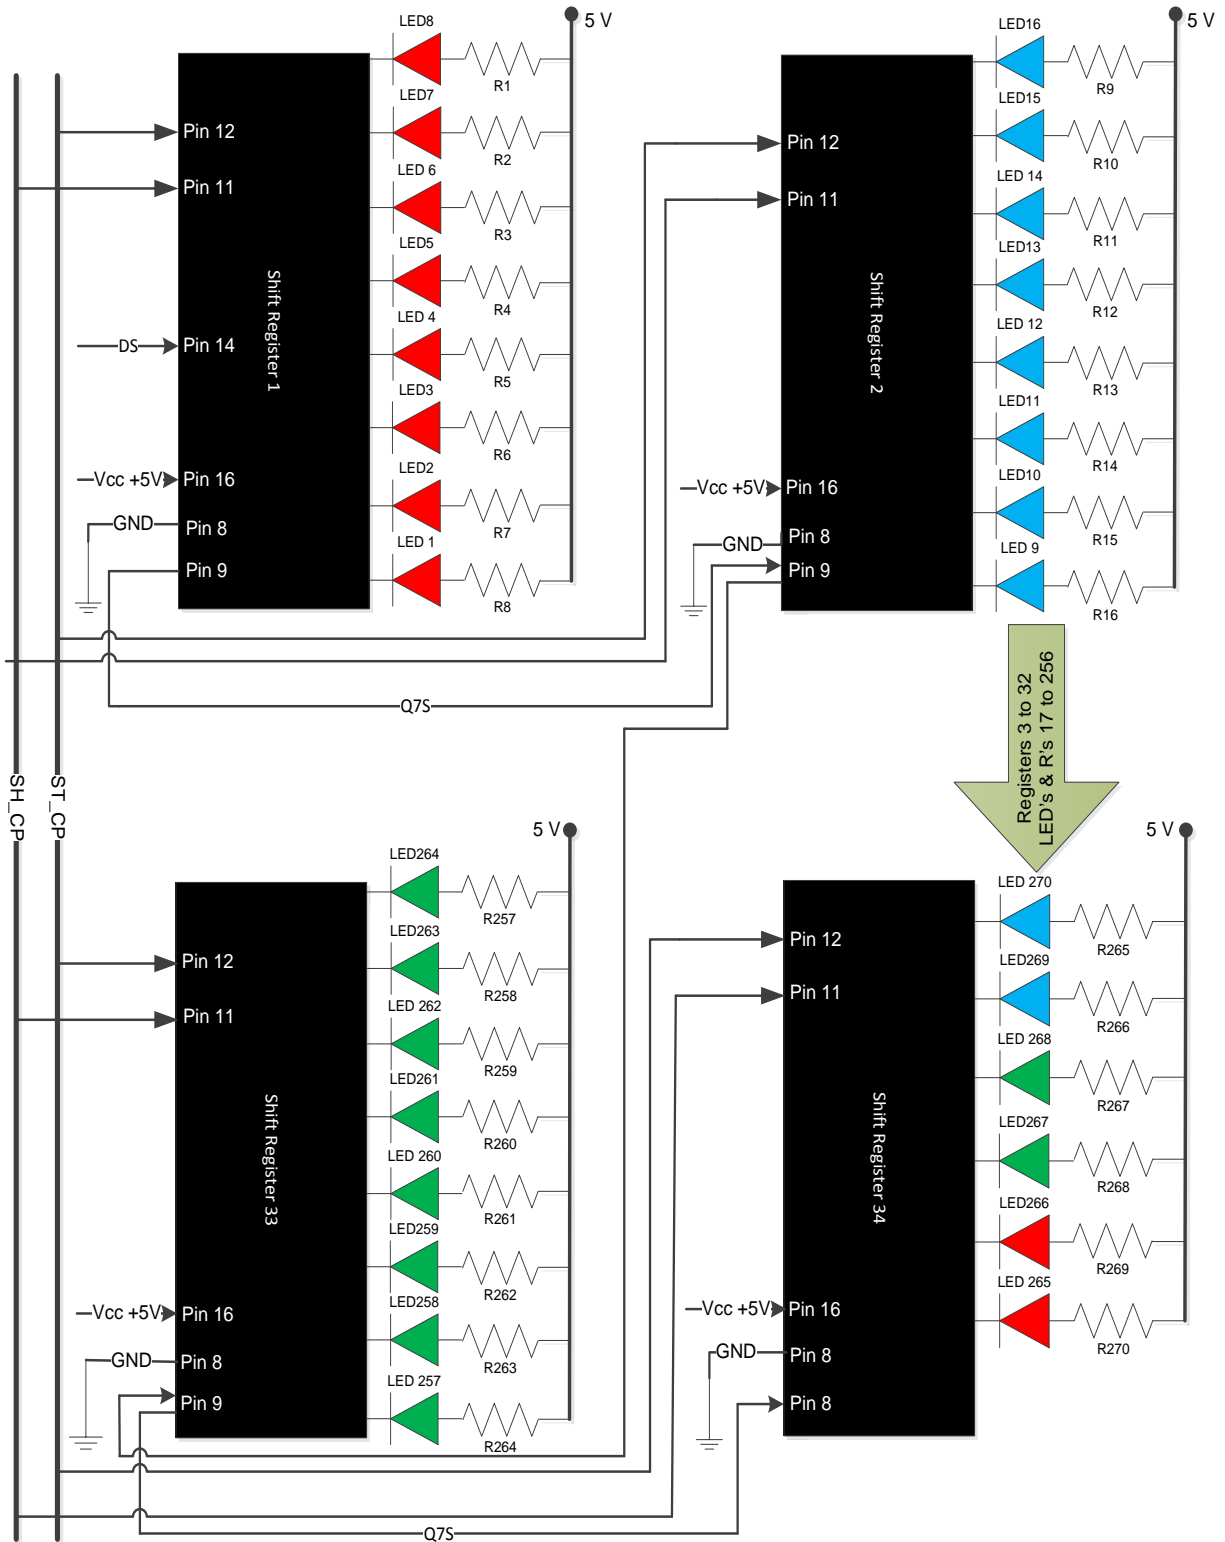 5 V
LED8
R1
LED7
Pin 12
R2
LED 6
Pin 11
R3
LED5
R4
LED 4
DS
Pin 14
R5
LED3
R6
LED2
Vcc +5V
Pin 16
R7
GND
Pin 8
LED 1
Pin 9
R8
Shift Register 1
5 V
LED16
R9
LED15
Pin 12
R10
LED 14
Pin 11
R11
LED13
R12
LED 12
R13
LED11
R14
LED10
Vcc +5V
Pin 16
R15
GND
Pin 8
LED 9
Pin 9
R16
Shift Register 2
Q7S
Registers 3 to 32
LED's & R's 17 to 256
SH_CP
ST_CP
5 V
LED264
R257
LED263
Pin 12
R258
LED 262
Pin 11
R259
LED261
R260
LED 260
R261
LED259
R262
LED258
Vcc +5V
Pin 16
R263
GND
Pin 8
LED 257
Pin 9
R264
Shift Register 33
5 V
LED 270
Pin 12
R265
LED269
Pin 11
R266
LED 268
R267
LED267
R268
LED266
R269
LED 265
Vcc +5V
Pin 16
R270
GND
Pin 8
Pin 8
Shift Register 34
Q7S